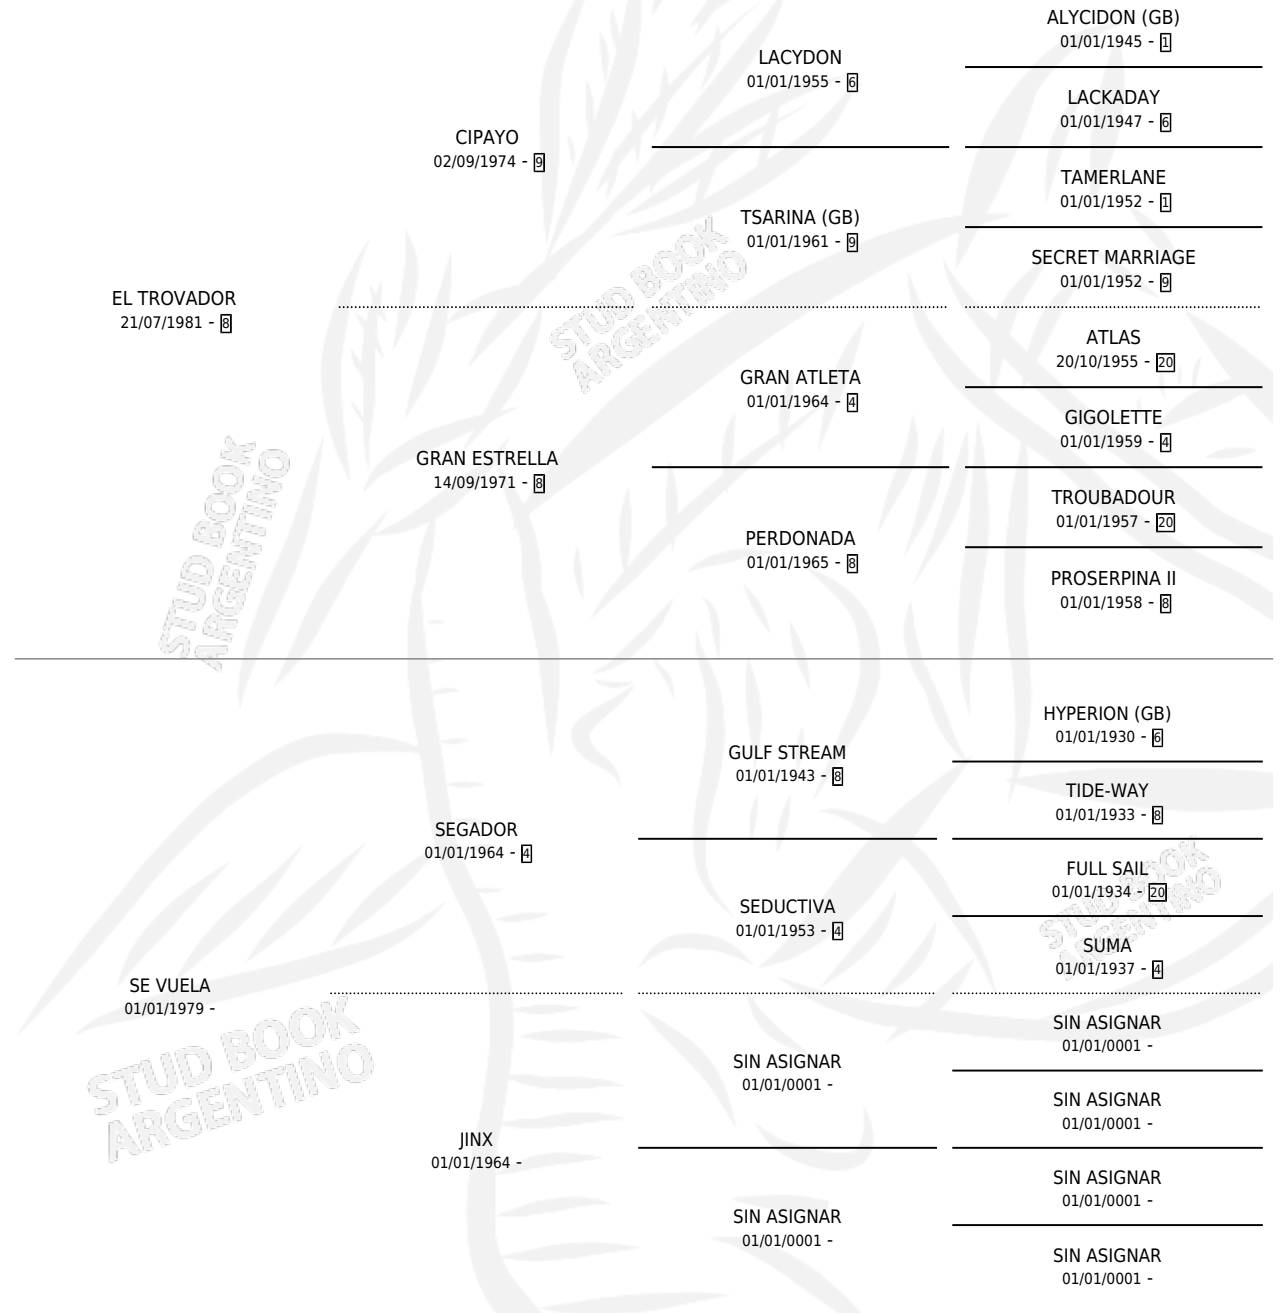 ALYCIDON (GB)
01/01/1945 - 1
LACYDON
01/01/1955 - 6
LACKADAY
01/01/1947 - 6
CIPAYO
02/09/1974 - 9
TAMERLANE
01/01/1952 - 1
TSARINA (GB)
01/01/1961 - 9
SECRET MARRIAGE
01/01/1952 - 9
EL TROVADOR
21/07/1981 - 8
STUD BOOK
ARGENTINO
ATLAS
20/10/1955 - 20
GRAN ATLETA
01/01/1964 - 4
GIGOLETTE
01/01/1959 - 4
GRAN ESTRELLA
14/09/1971 - 8
TROUBADOUR
01/01/1957 - 20
PERDONADA
01/01/1965 - 8
PROSERPINA II
01/01/1958 - 8
STUD BOOK
ARGENTINO
HYPERION (GB)
01/01/1930 - 6
GULF STREAM
01/01/1943 - 8
TIDE-WAY
01/01/1933 - 8
SEGADOR
01/01/1964 - 4
FULL SAIL
01/01/1934 - 20
SEDUCTIVA
01/01/1953 - 4
SUMA
01/01/1937 - 4
STUD BOOK
ARGENTINO
SE VUELA
01/01/1979 -
STUD BOOK
ARGENTINO
SIN ASIGNAR
01/01/0001 -
SIN ASIGNAR
01/01/0001 -
SIN ASIGNAR
01/01/0001 -
JINX
01/01/1964 -
SIN ASIGNAR
01/01/0001 -
SIN ASIGNAR
01/01/0001 -
SIN ASIGNAR
01/01/0001 -